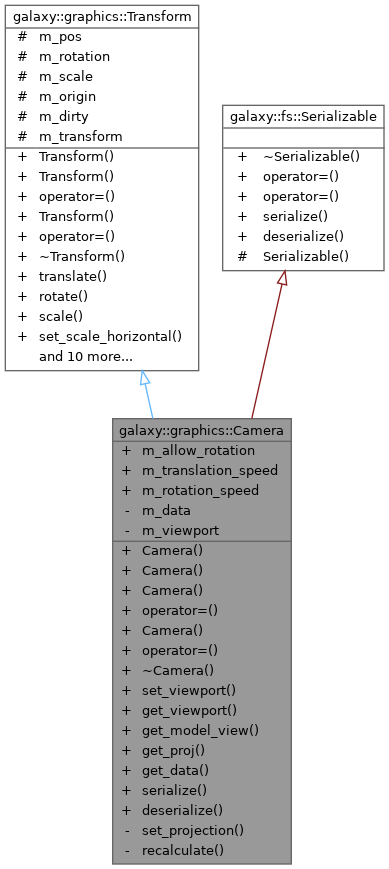 galaxy::graphics::Transform
# m_pos
# m_rotation
# m_scale
# m_origin
# m_dirty
# m_transform
+ Transform()
+ Transform()
+ operator=()
+ Transform()
+ operator=()
+ ~Transform()
+ translate()
+ rotate()
+ scale()
+ set_scale_horizontal()
and 10 more...
galaxy::fs::Serializable
+ ~Serializable()
+ operator=()
+ operator=()
+ serialize()
+ deserialize()
# Serializable()
galaxy::graphics::Camera
+ m_allow_rotation
+ m_translation_speed
+ m_rotation_speed
- m_data
- m_viewport
+ Camera()
+ Camera()
+ Camera()
+ operator=()
+ Camera()
+ operator=()
+ ~Camera()
+ set_viewport()
+ get_viewport()
+ get_model_view()
+ get_proj()
+ get_data()
+ serialize()
+ deserialize()
- set_projection()
- recalculate()